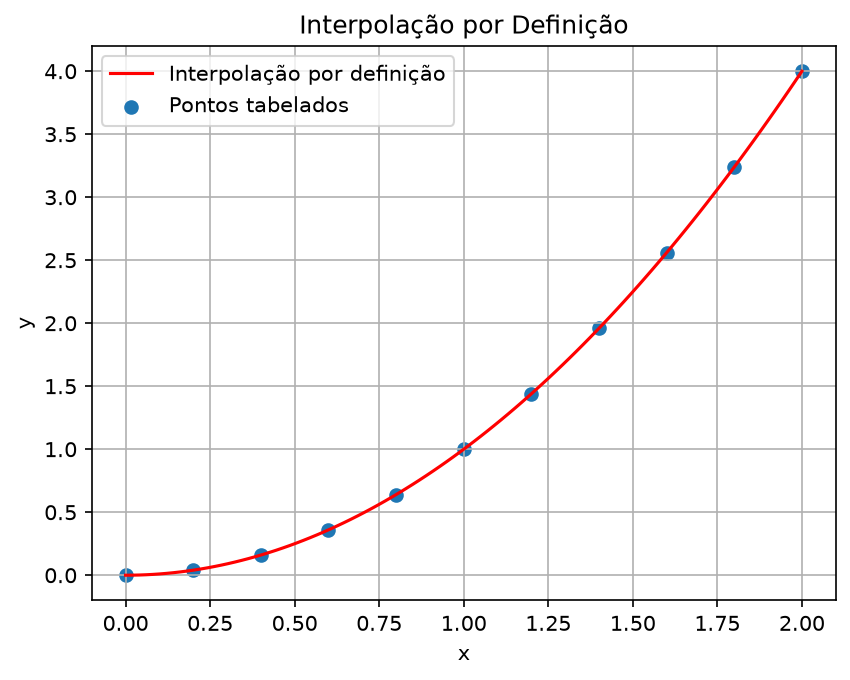 Interpolação por Definição
Interpolação por definição
Pontos tabelados
4.0
3.5
3.0
2.5
2.0
1.5
1.0
0.5
0.0
y
0.00 0.25 0.50 0.75 1.00 1.25 1.50 1.75 2.00
x